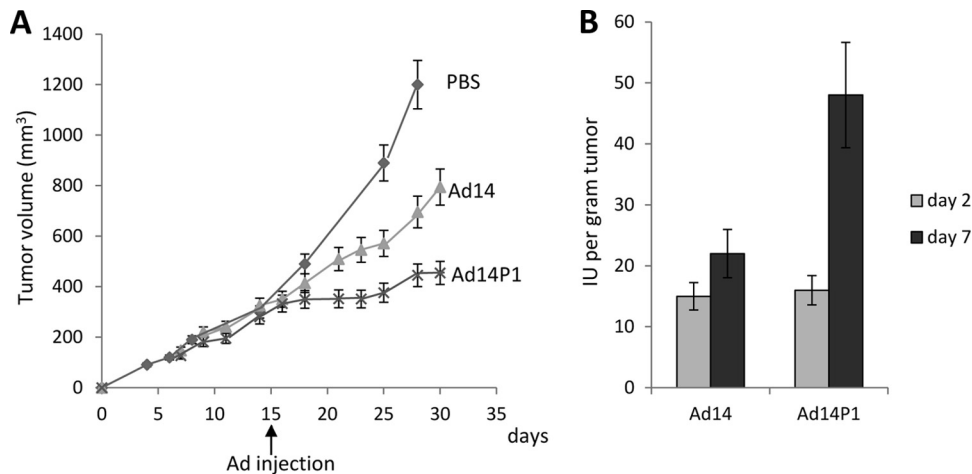 A
Tumor volume (mm³)
1400
1200
1000
800
600
400
200
0
0 5 10 15 20 25 30 35
days
Ad injection
PBS
Ad14
Ad14P1
B
IU per gram tumor
60
50
40
30
20
10
0
Ad14 Ad14P1
day 2
day 7